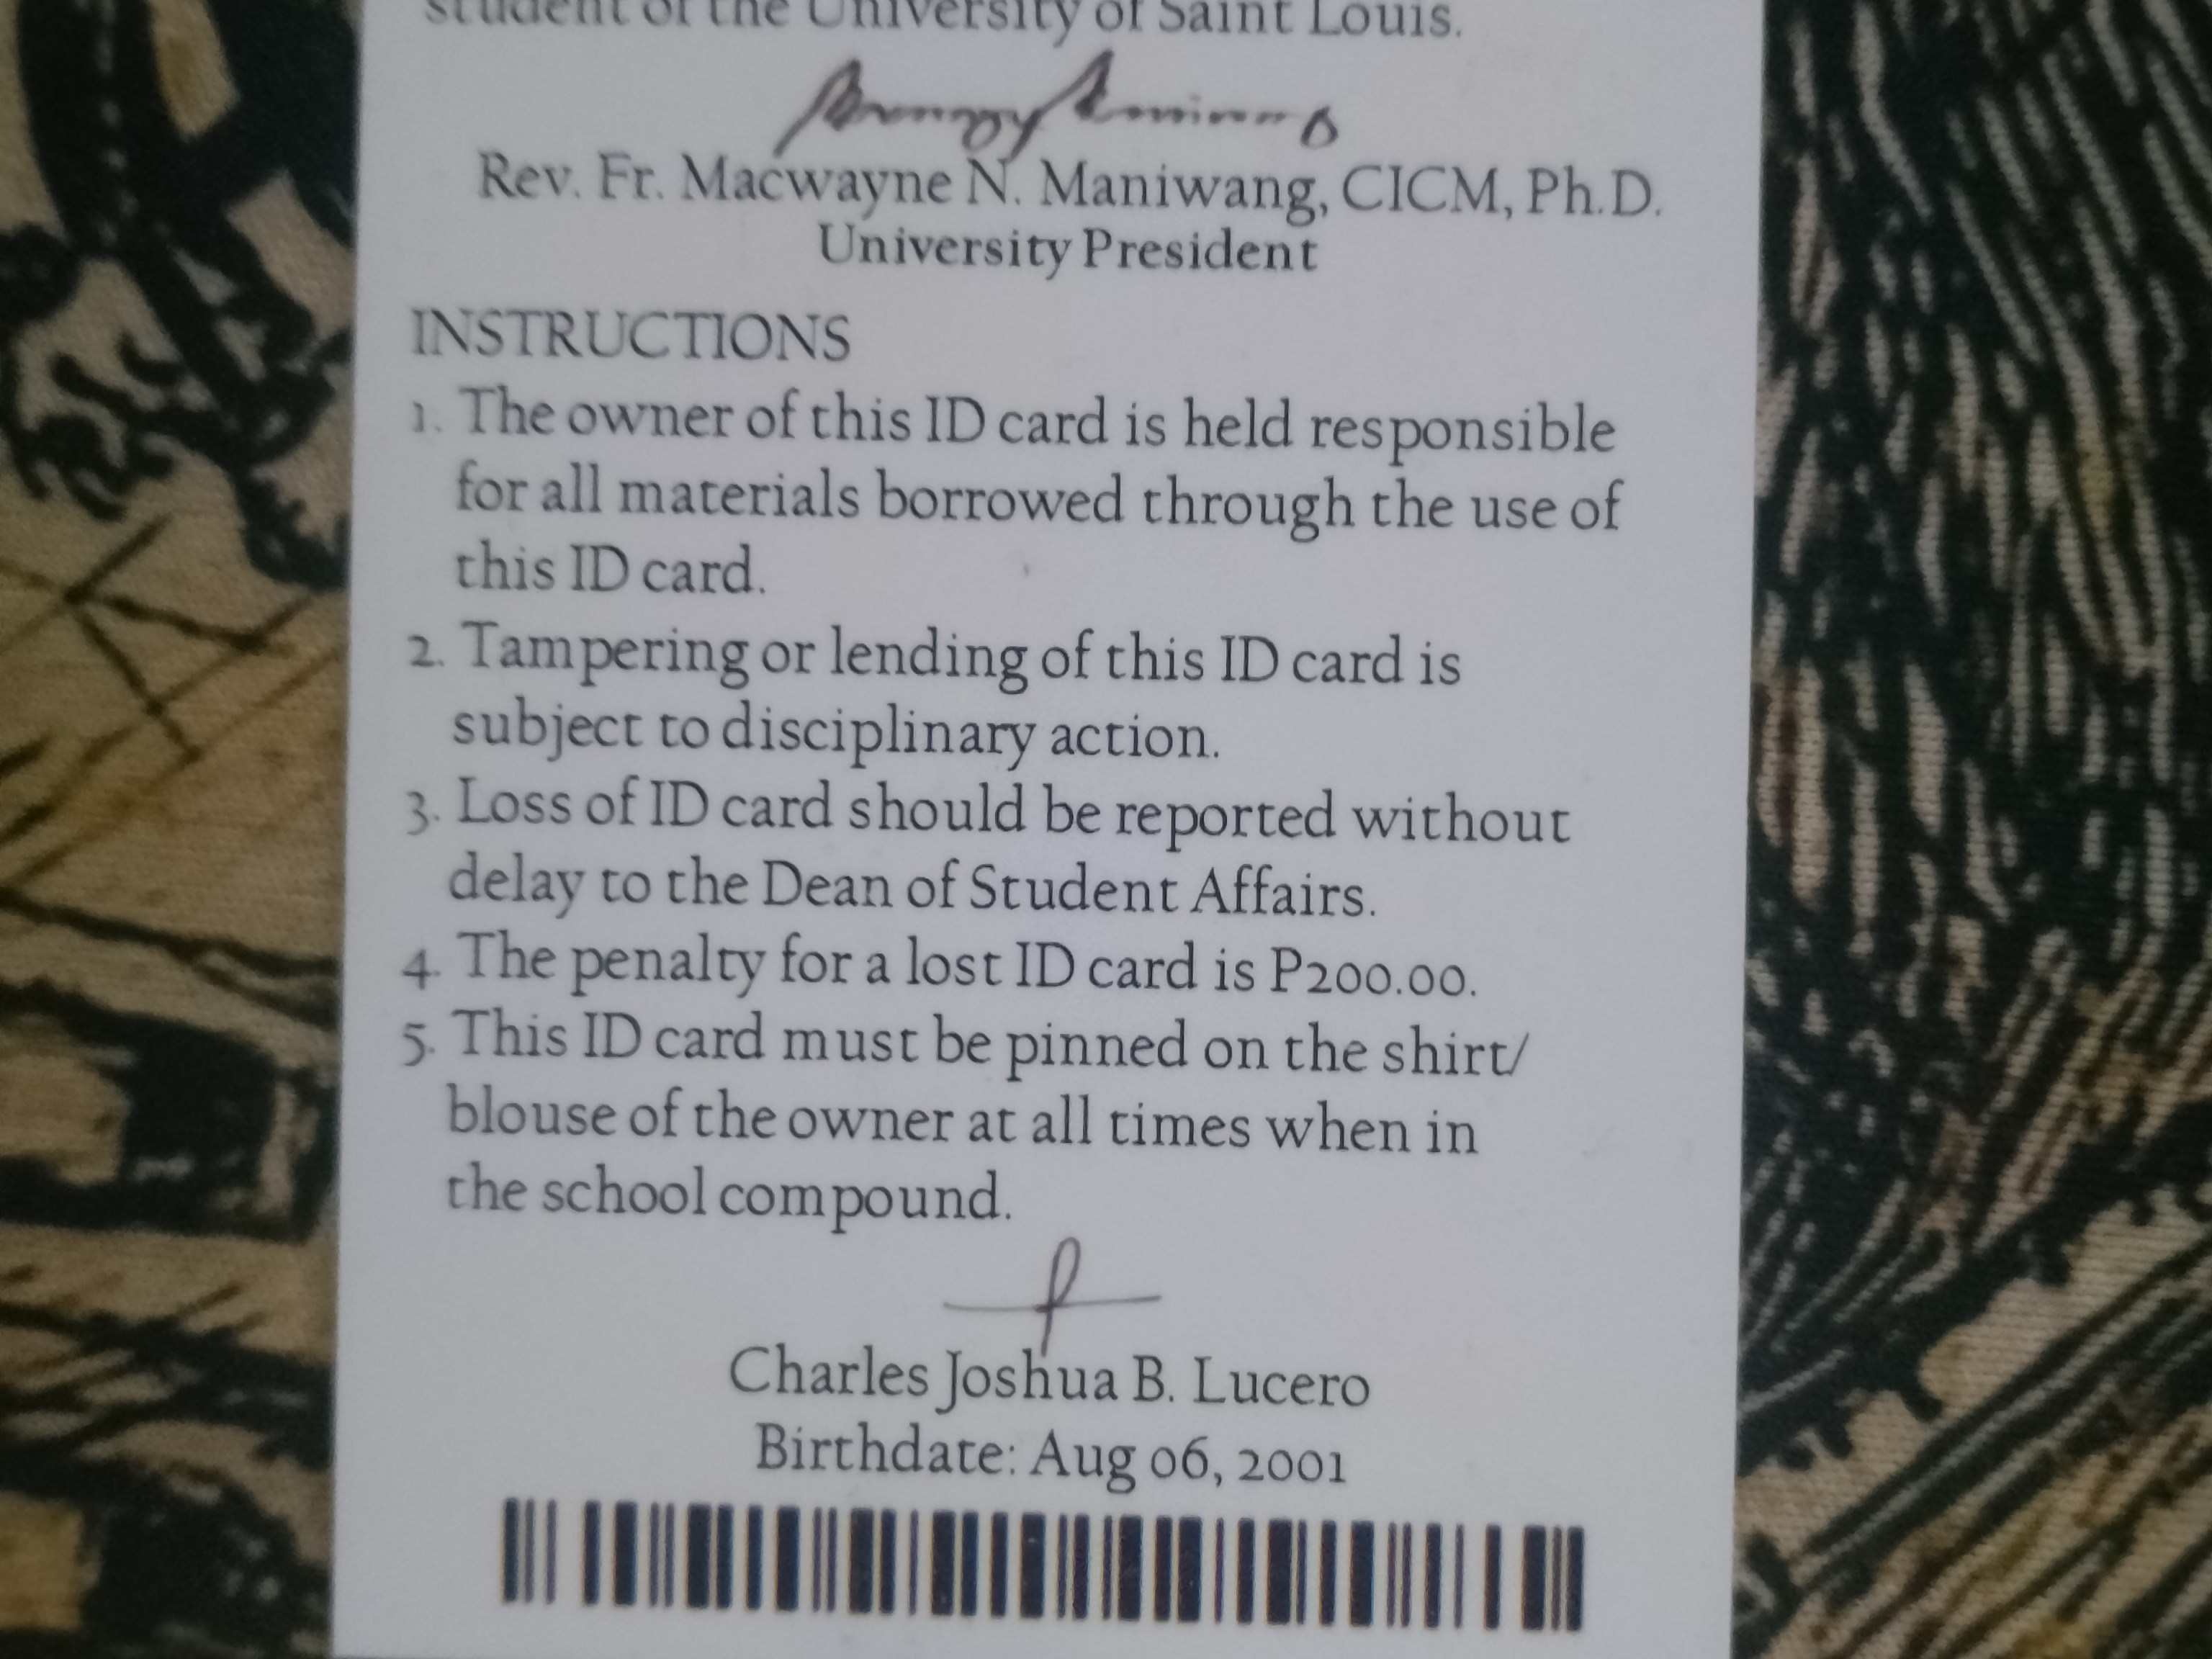 student of the University of Saint Louis.
Rev. Fr. Macwayne N. Maniwang, CICM, Ph.D.
University President
INSTRUCTIONS
1. The owner of this ID card is held responsible
for all materials borrowed through the use of
this ID card.
2. Tampering or lending of this ID card is
subject to disciplinary action.
3. Loss of ID card should be reported without
delay to the Dean of Student Affairs.
4. The penalty for a lost ID card is P200.00.
5. This ID card must be pinned on the shirt/
blouse of the owner at all times when in
the school compound.
Charles Joshua B. Lucero
Birthdate: Aug 06, 2001